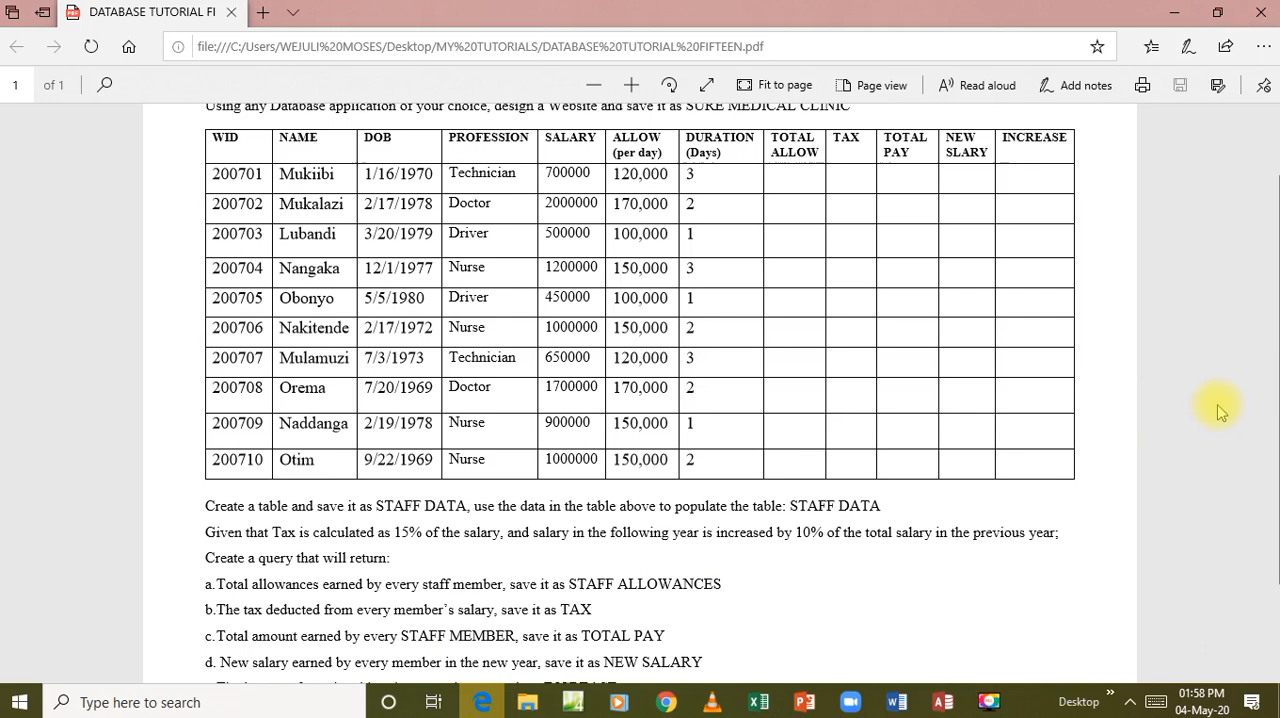 DATABASE TUTORIAL FI
file:///C:/Users/WEJULI%20MOSES/Desktop/MY%20TUTORIALS/DATABASE%20TUTORIAL%20FIFTEEN.pdf
1 of 1 Fit to page Page view Read aloud Add notes
Using any Database application of your choice, design a Website and save it as SURE MEDICAL CLINIC
WID NAME DOB PROFESSION SALARY ALLOW (per day) DURATION (Days) TOTAL ALLOW TAX TOTAL PAY NEW SLARY INCREASE
200701 Mukiibi 1/16/1970 Technician 700000 120,000 3
200702 Mukalazi 2/17/1978 Doctor 2000000 170,000 2
200703 Lubandi 3/20/1979 Driver 500000 100,000 1
200704 Nangaka 12/1/1977 Nurse 1200000 150,000 3
200705 Obonyo 5/5/1980 Driver 450000 100,000 1
200706 Nakitende 2/17/1972 Nurse 1000000 150,000 2
200707 Mulamuzi 7/3/1973 Technician 650000 120,000 3
200708 Orema 7/20/1969 Doctor 1700000 170,000 2
200709 Naddanga 2/19/1978 Nurse 900000 150,000 1
200710 Otim 9/22/1969 Nurse 1000000 150,000 2
Create a table and save it as STAFF DATA, use the data in the table above to populate the table: STAFF DATA
Given that Tax is calculated as 15% of the salary, and salary in the following year is increased by 10% of the total salary in the previous year;
Create a query that will return:
a.Total allowances earned by every staff member, save it as STAFF ALLOWANCES
b.The tax deducted from every member's salary, save it as TAX
c.Total amount earned by every STAFF MEMBER, save it as TOTAL PAY
d. New salary earned by every member in the new year, save it as NEW SALARY
Type here to search
Desktop
01:58 PM
04-May-20